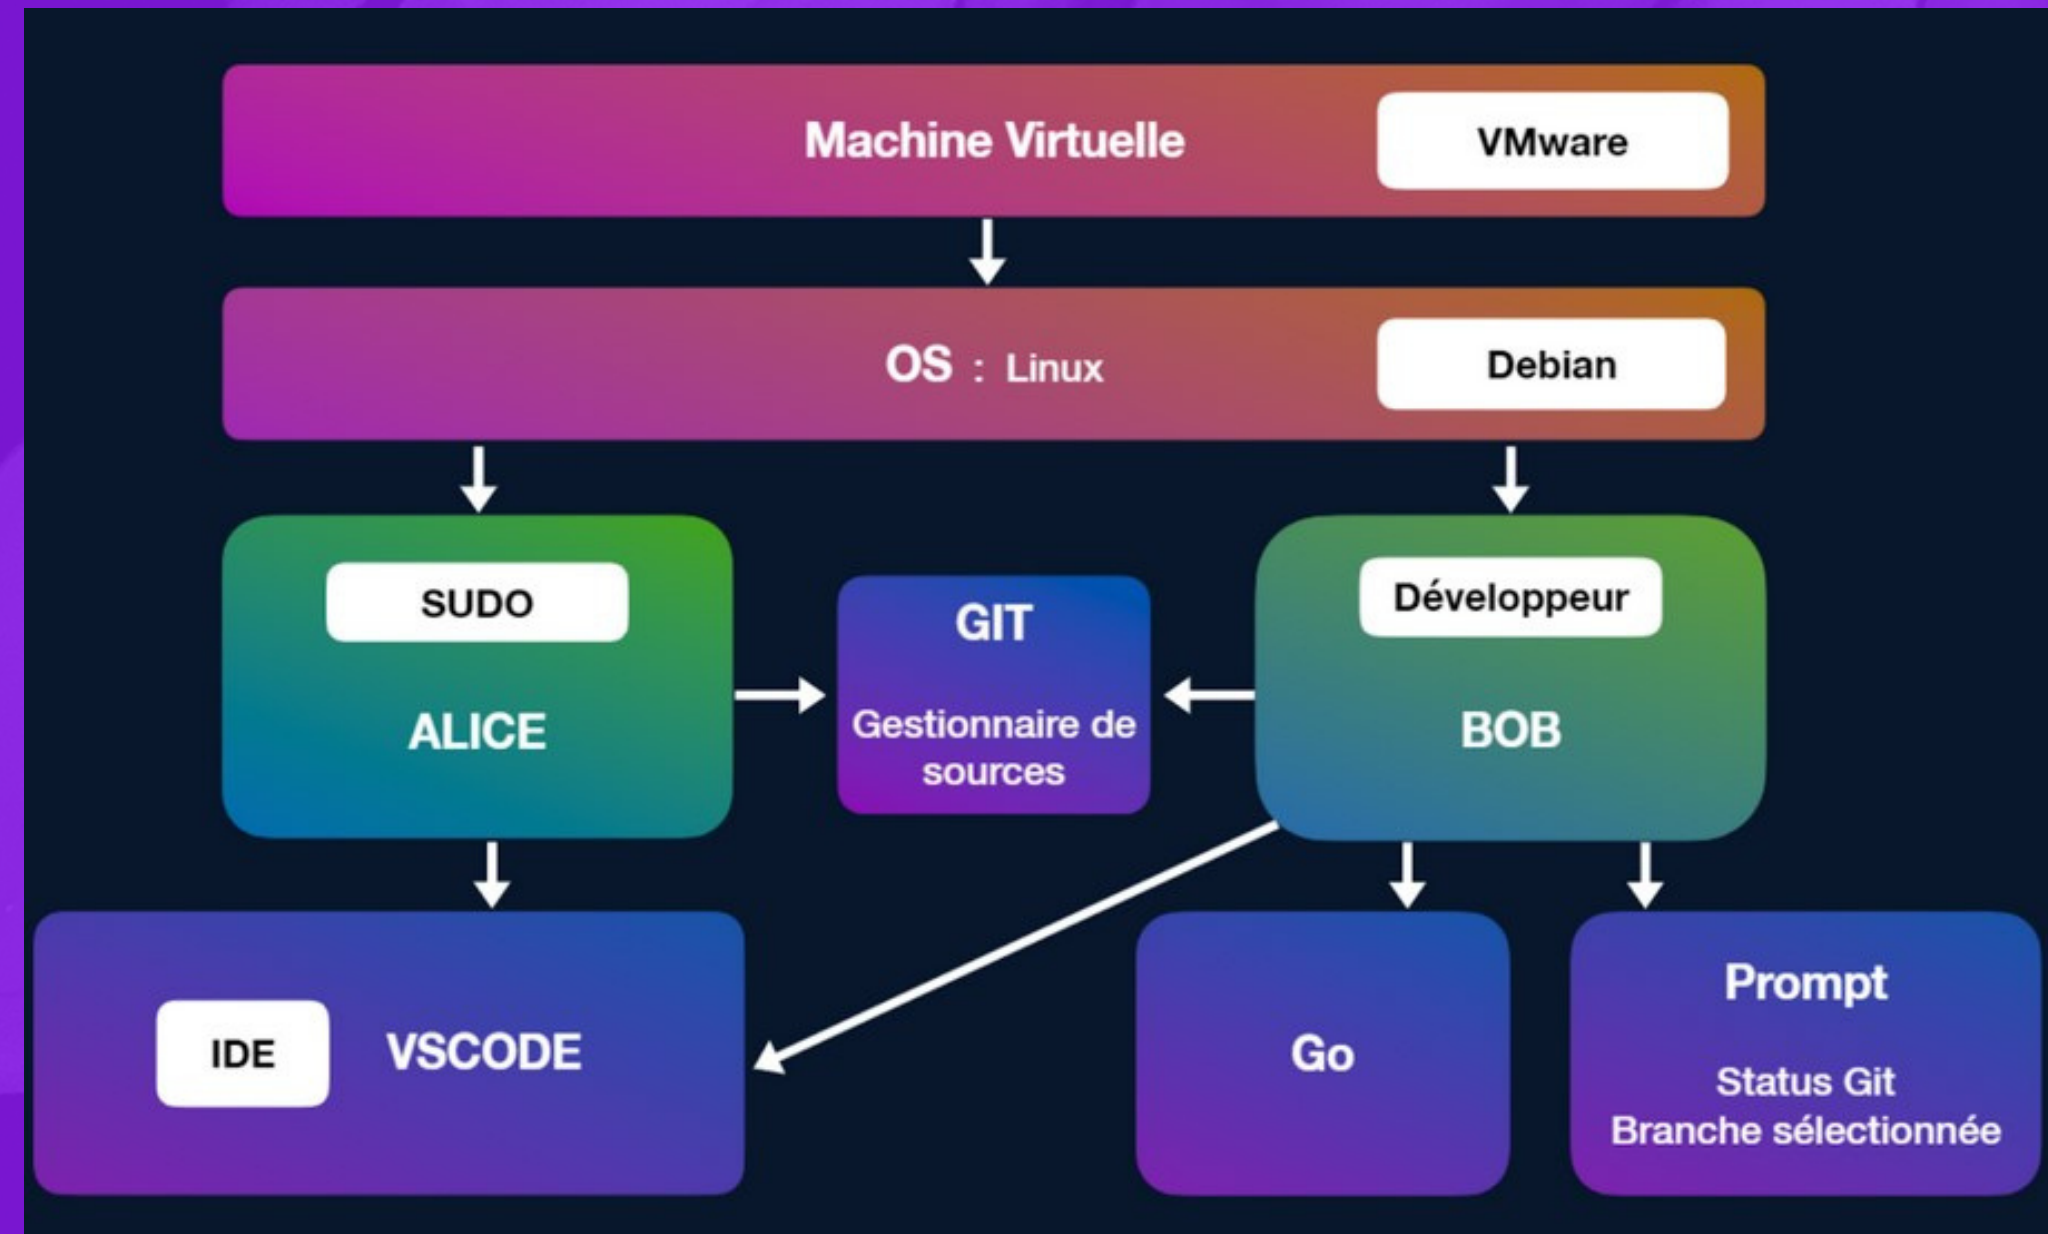 Machine Virtuelle
VMware
OS : Linux
Debian
SUDO
ALICE
GIT
Gestionnaire de
sources
Développeur
BOB
IDE
VSCODE
Go
Prompt
Status Git
Branche sélectionnée